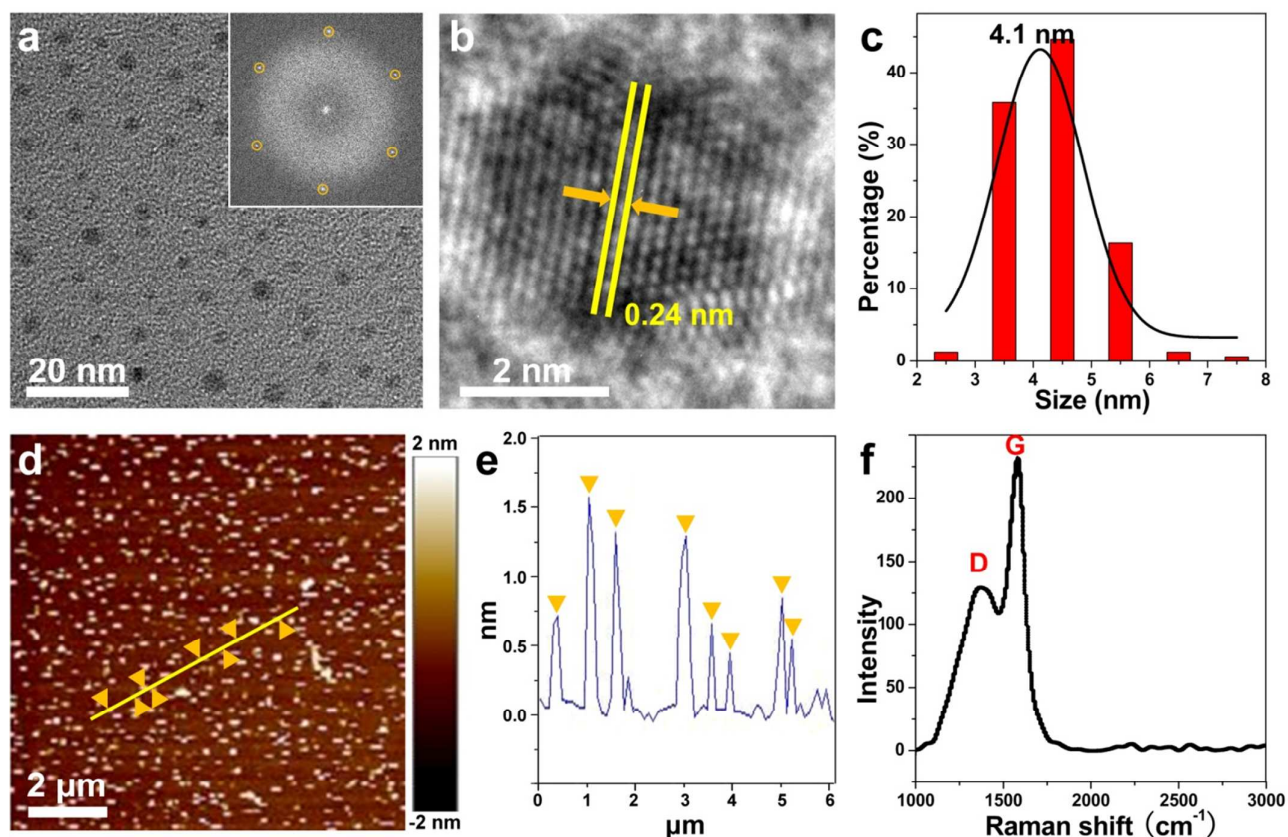 a
20 nm
b
0.24 nm
2 nm
c
4.1 nm
Percentage (%)
40
30
20
10
0
2 3 4 5 6 7 8
Size (nm)
d
2 nm
-2 nm
2 µm
e
nm
2.0
1.5
1.0
0.5
0.0
0 1 2 3 4 5 6
µm
f
G
D
Intensity
200
150
100
50
0
1000 1500 2000 2500 3000
Raman shift (cm⁻¹)